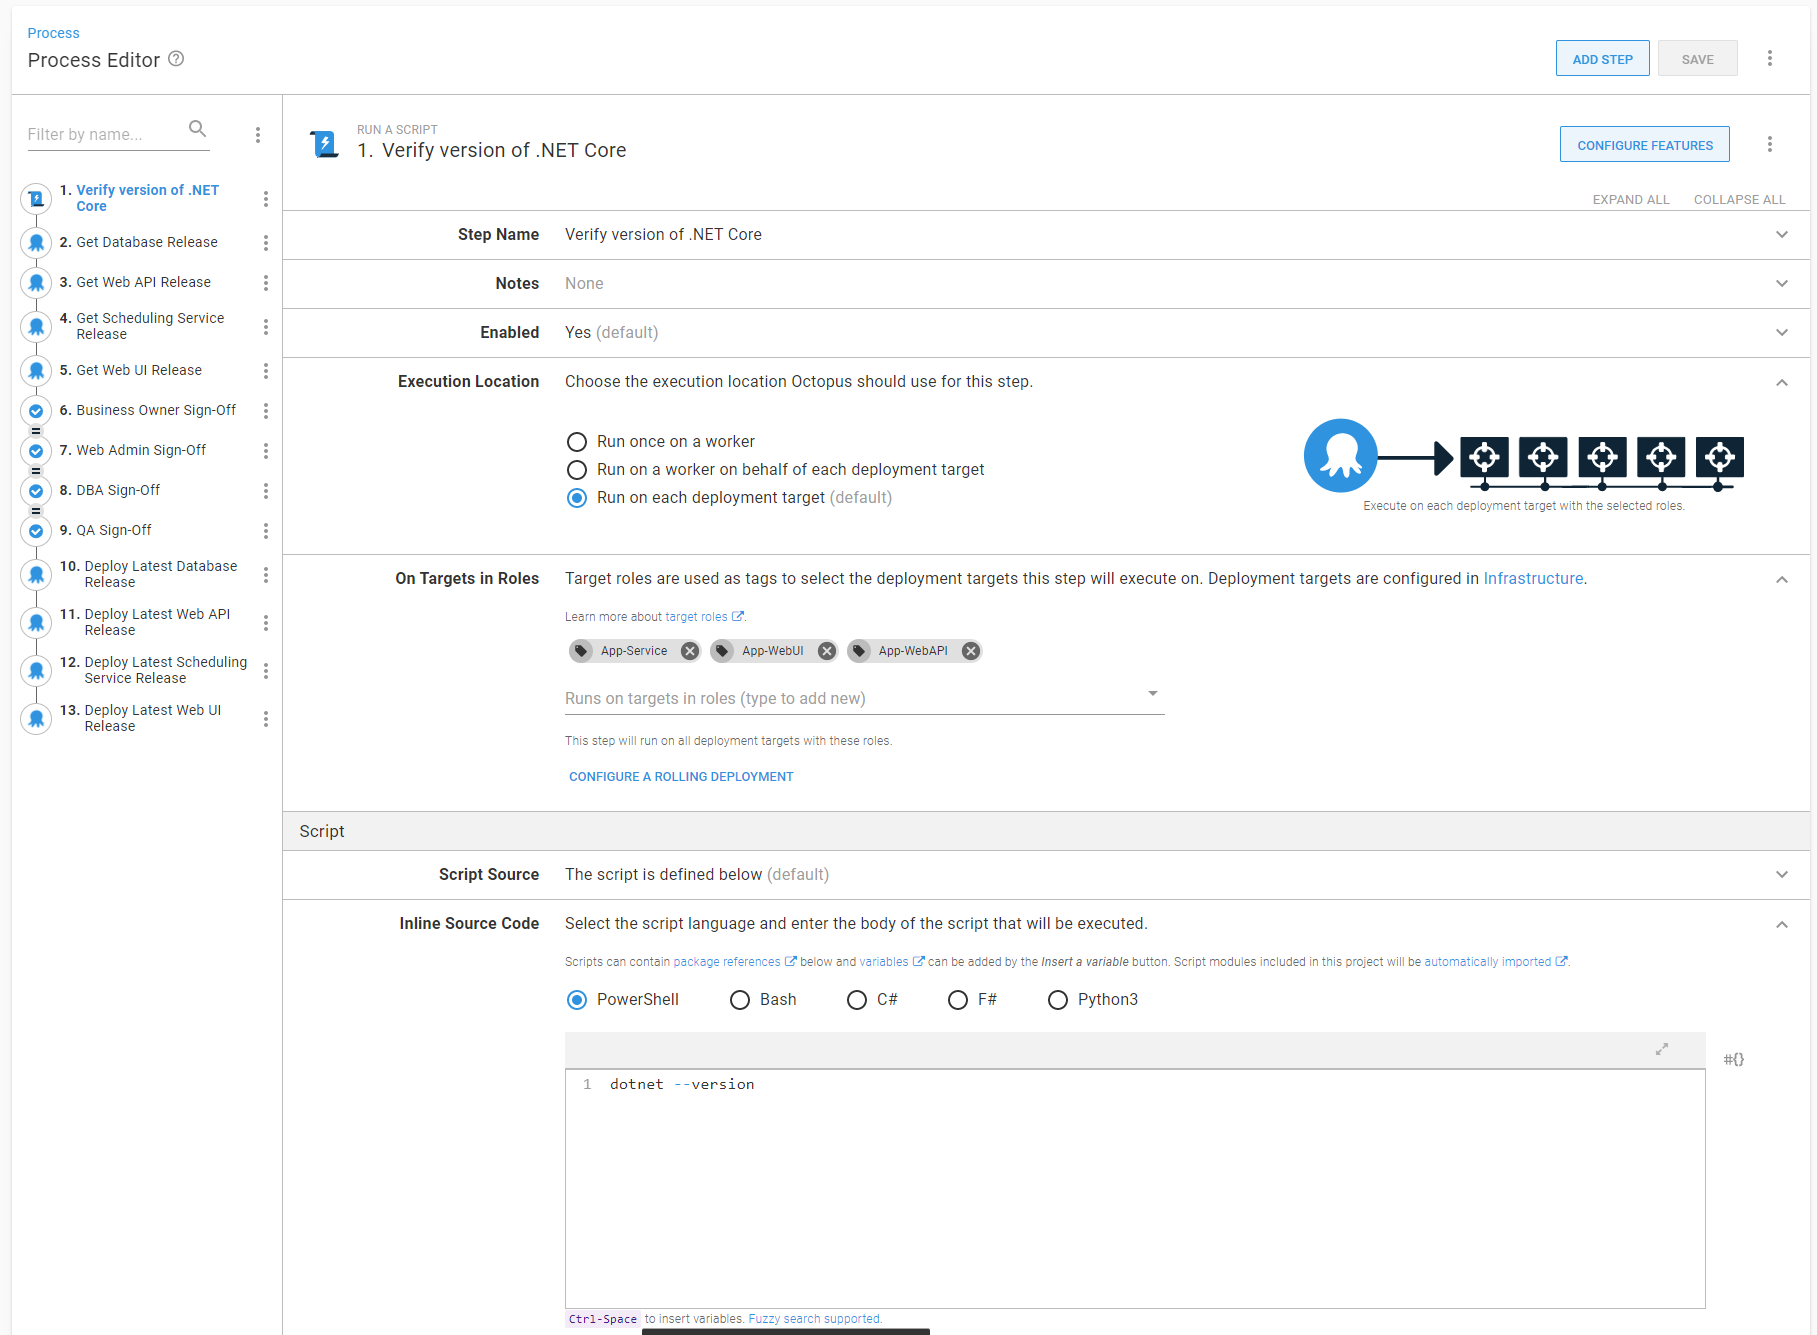 Process
Process Editor
ADD STEP
SAVE
Filter by name...
1. Verify version of .NET
Core
2. Get Database Release
3. Get Web API Release
4. Get Scheduling Service
Release
5. Get Web UI Release
6. Business Owner Sign-Off
7. Web Admin Sign-Off
8. DBA Sign-Off
9. QA Sign-Off
10. Deploy Latest Database
Release
11. Deploy Latest Web API
Release
12. Deploy Latest Scheduling
Service Release
13. Deploy Latest Web UI
Release
RUN A SCRIPT
1. Verify version of .NET Core
CONFIGURE FEATURES
EXPAND ALL COLLAPSE ALL
Step Name Verify version of .NET Core
Notes None
Enabled Yes (default)
Execution Location Choose the execution location Octopus should use for this step.
Run once on a worker
Run on a worker on behalf of each deployment target
Run on each deployment target (default)
Execute on each deployment target with the selected roles.
On Targets in Roles Target roles are used as tags to select the deployment targets this step will execute on. Deployment targets are configured in Infrastructure.
Learn more about target roles.
App-Service App-WebUI App-WebAPI
Runs on targets in roles (type to add new)
This step will run on all deployment targets with these roles.
CONFIGURE A ROLLING DEPLOYMENT
Script
Script Source The script is defined below (default)
Inline Source Code Select the script language and enter the body of the script that will be executed.
Scripts can contain package references below and variables can be added by the Insert a variable button. Script modules included in this project will be automatically imported.
PowerShell Bash C# F# Python3
#{}
1 dotnet --version
Ctrl-Space to insert variables. Fuzzy search supported.